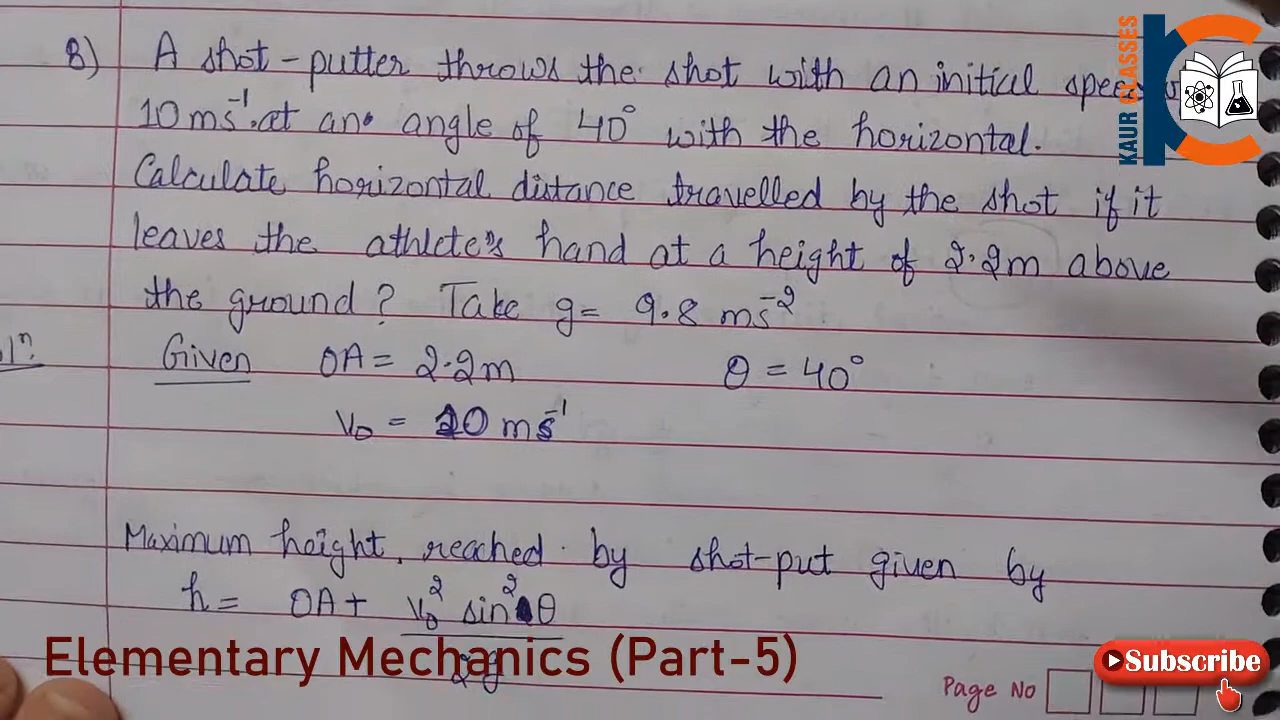 8) A shot-putter throws the shot with an initial speed
10 ms⁻¹ at an angle of 40° with the horizontal.
Calculate horizontal distance travelled by the shot if it
leaves the athlete's hand at a height of 2.2m above
the ground? Take g = 9.8 ms⁻²
Given OA = 2.2m θ = 40°
V₀ = 10 ms⁻¹
Maximum height, reached by shot-put given by
h = OA + V₀² sin²θ
2g
Elementary Mechanics (Part-5)
Page No
Subscribe
KAUR CLASSES